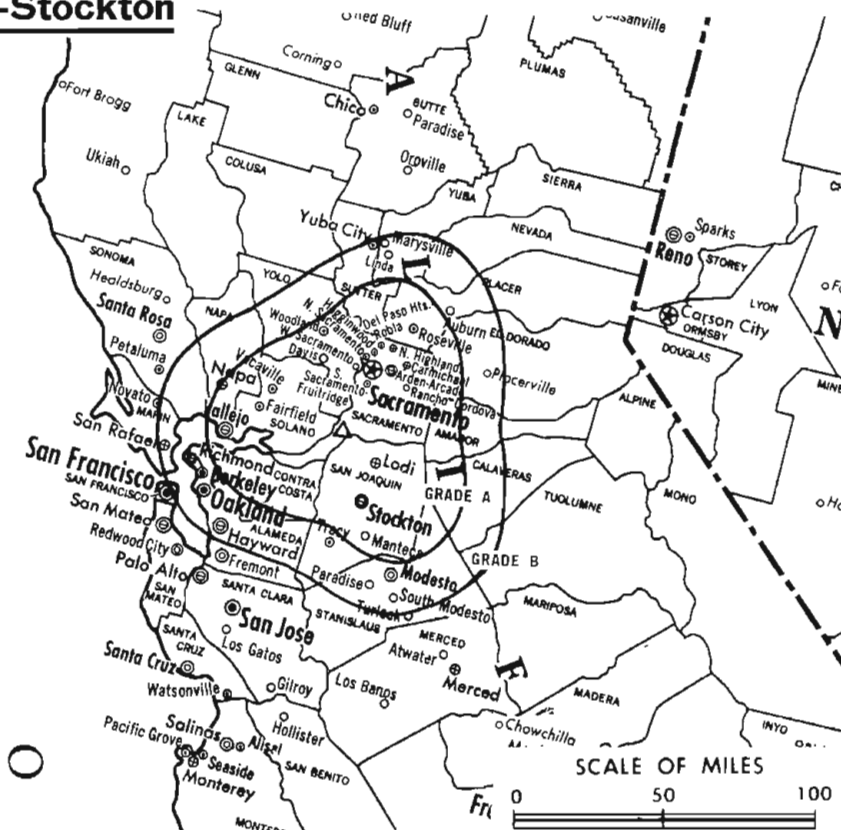 -Stockton
Red Bluff
Susanville
Corning
GLENN
PLUMAS
A
Fort Brogg
Chico
BUTTE
Paradise
LAKE
Ukiah
COLUSA
Oroville
SIERRA
YUBA
Yuba City
Marysville
NEVADA
Sparks
Reno
STOREY
Linda
L
SONOMA
YOLO
SUTTER
PLACER
Healdsburg
Santa Rosa
NAPA
Higginwood
Del Paso Hts.
N. Sacramento
Robla
Woodland
Roseville
Auburn
EL DORADO
LYON
Carson City
ORMSBY
N
DOUGLAS
W. Sacramento
Davis
N. Highlands
Carmichael
Arden-Arcade
Rancho Cordova
Placerville
Petaluma
Vacaville
Napa
S. Sacramento
Fruitridge
Sacramento
Novato
MARIN
Vallejo
Fairfield
SOLANO
SACRAMENTO
AMADOR
ALPINE
San Rafael
Richmond
CONTRA
COSTA
Lodi
SAN JOAQUIN
CALAVERAS
San Francisco
SAN FRANCISCO
Berkeley
Oakland
I
GRADE A
TUOLUMNE
MONO
Stockton
San Mateo
ALAMEDA
Hayward
Tracy
Manteca
Redwood City
Fremont
GRADE B
Palo Alto
Paradise
Modesto
South Modesto
SANTA CLARA
SAN
MATEO
STANISLAUS
Turlock
MARIPOSA
San Jose
MERCED
SANTA
CRUZ
Los Gatos
Atwater
Merced
F
Santa Cruz
Watsonville
Gilroy
Los Banos
MADERA
Salinas
Alisal
Hollister
Chowchilla
INYO
Pacific Grove
Seaside
Monterey
SAN BENITO
O
SCALE OF MILES
0 50 100